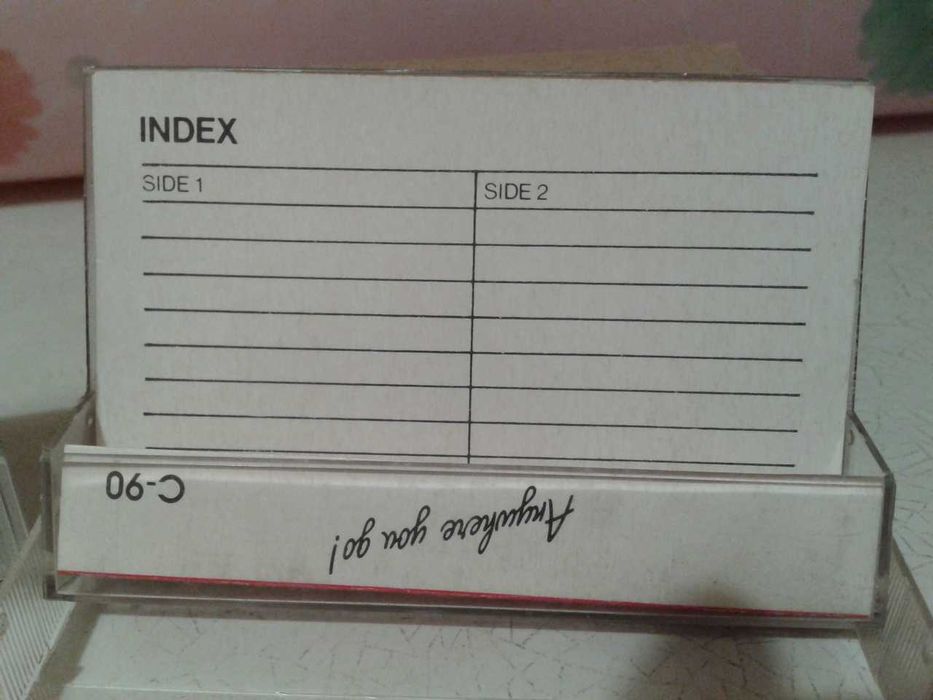 INDEX
SIDE 1
SIDE 2
C-90
Anywhere you go!